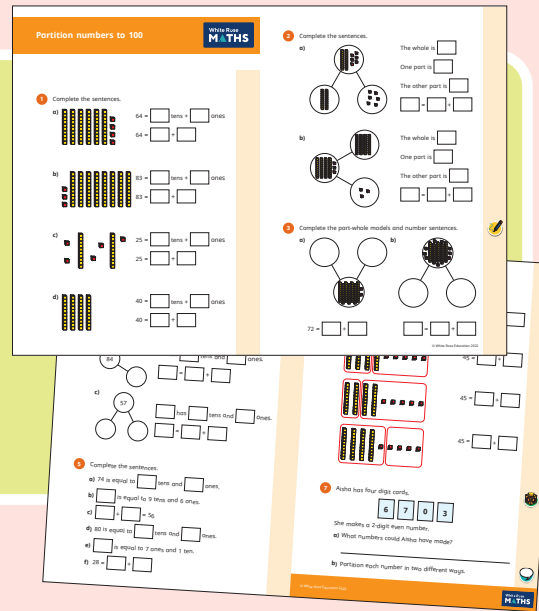 Partition numbers to 100
White Rose
MATHS
1 Complete the sentences.
a)
64 = tens + ones
64 = +
b)
83 = tens + ones
83 = +
c)
25 = tens + ones
25 = +
d)
40 = tens + ones
40 = +
2 Complete the sentences.
a)
The whole is
One part is
The other part is
= +
b)
The whole is
One part is
The other part is
= +
3 Complete the part-whole models and number sentences.
a) b)
72 = + = +
© White Rose Education 2022
84
tens and ones.
= +
c)
57
has tens and ones.
= +
5 Complete the sentences.
a) 74 is equal to tens and ones.
b) is equal to 9 tens and 6 ones.
c) + = 56
d) 80 is equal to tens and ones.
e) is equal to 7 ones and 1 ten.
f) 28 = +
45 = +
45 = +
45 = +
7 Aisha has four digit cards.
6 7 0 3
She makes a 2-digit even number.
a) What numbers could Aisha have made?
b) Partition each number in two different ways.
© White Rose Education 2022
White Rose
MATHS